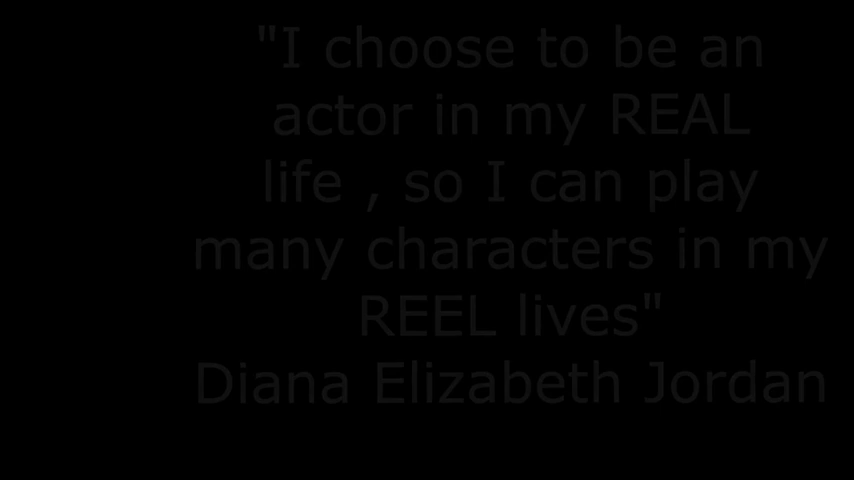 "I choose to be an
actor in my REAL
life , so I can play
many characters in my
REEL lives"
Diana Elizabeth Jordan